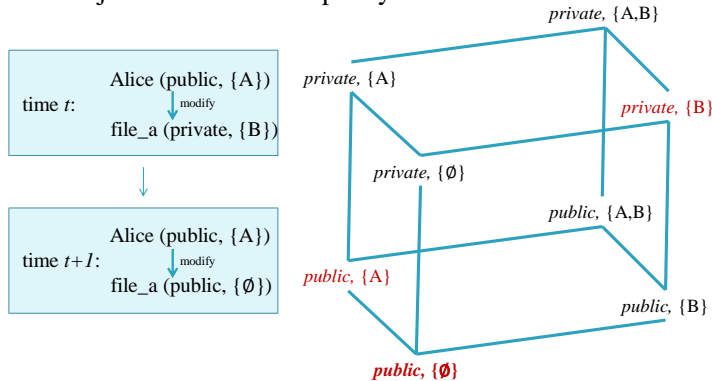 time t:
Alice (public, {A})
modify
file_a (private, {B})
time t+1:
Alice (public, {A})
modify
file_a (public, {Ø})
private, {A,B}
private, {A}
private, {B}
private, {Ø}
public, {A,B}
public, {A}
public, {B}
public, {Ø}